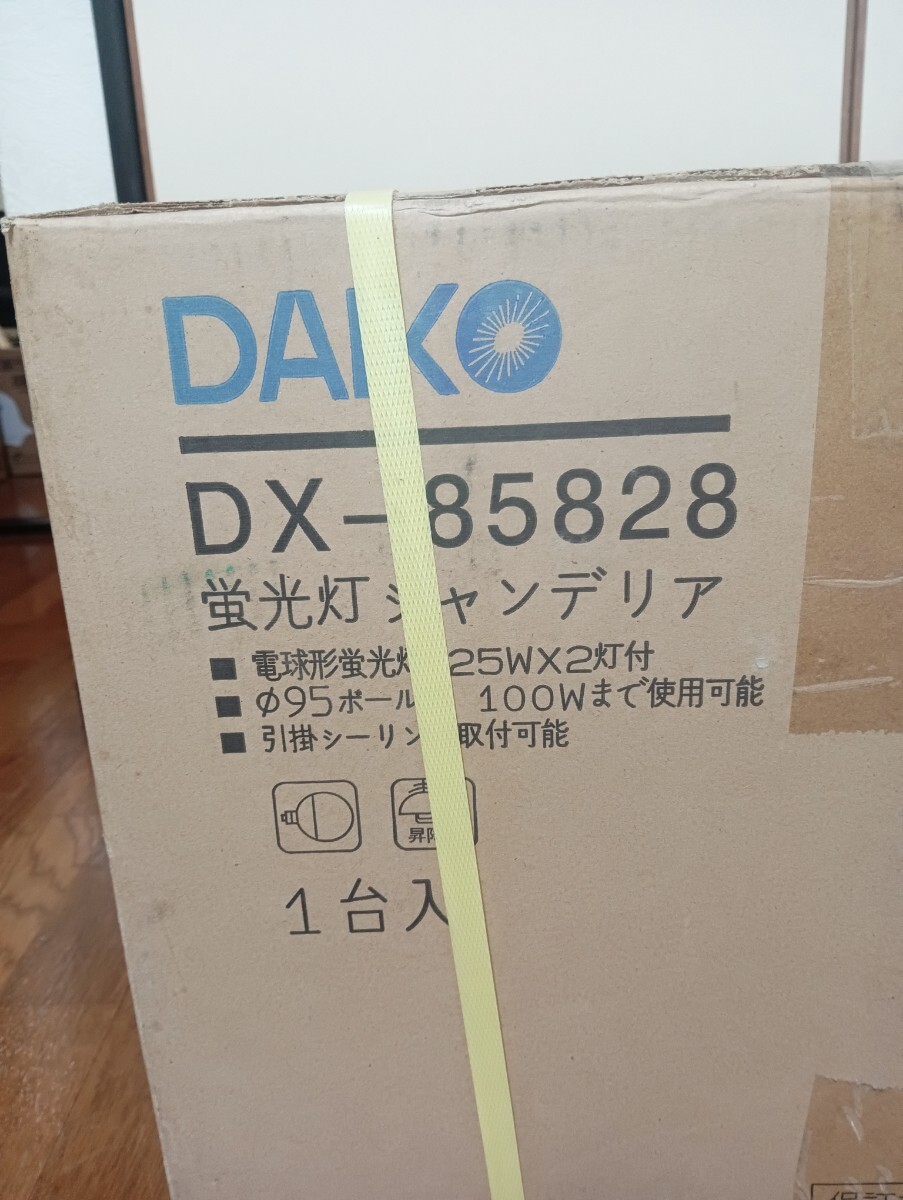 DAIKO
DX-85828
蛍光灯シャンデリア
■ 電球形蛍光灯 25WX2灯付
■ φ95ボール 100Wまで使用可能
■ 引掛シーリング取付可能
昇降
1台入